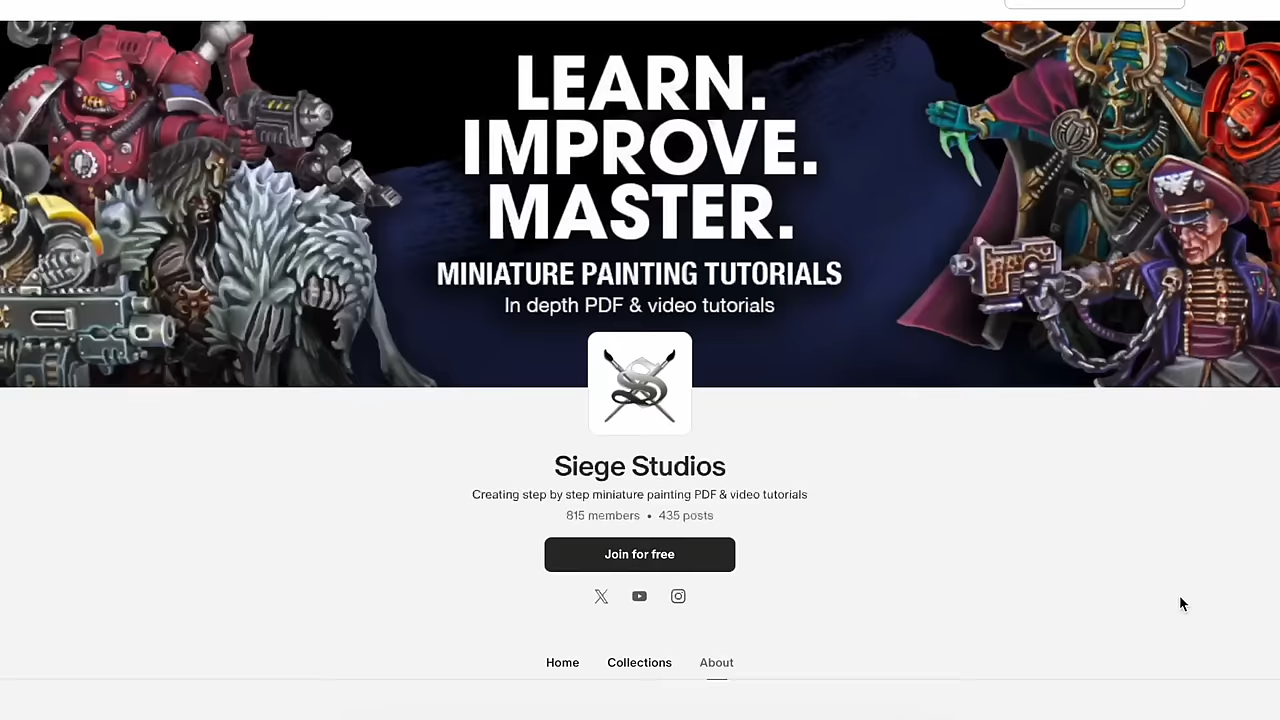 LEARN.
IMPROVE.
MASTER.
MINIATURE PAINTING TUTORIALS
In depth PDF & video tutorials
Siege Studios
Creating step by step miniature painting PDF & video tutorials
815 members • 435 posts
Join for free
Home Collections About